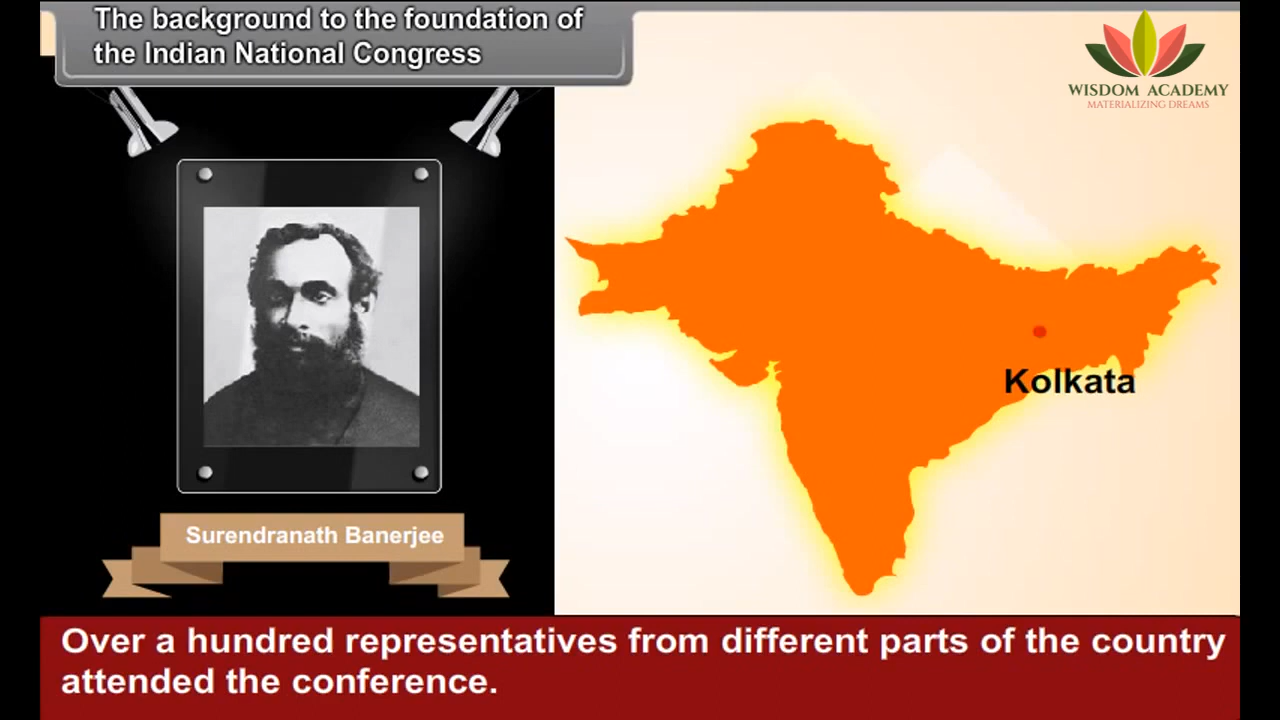 The background to the foundation of
the Indian National Congress
WISDOM ACADEMY
MATERIALIZING DREAMS
Kolkata
Surendranath Banerjee
Over a hundred representatives from different parts of the country
attended the conference.